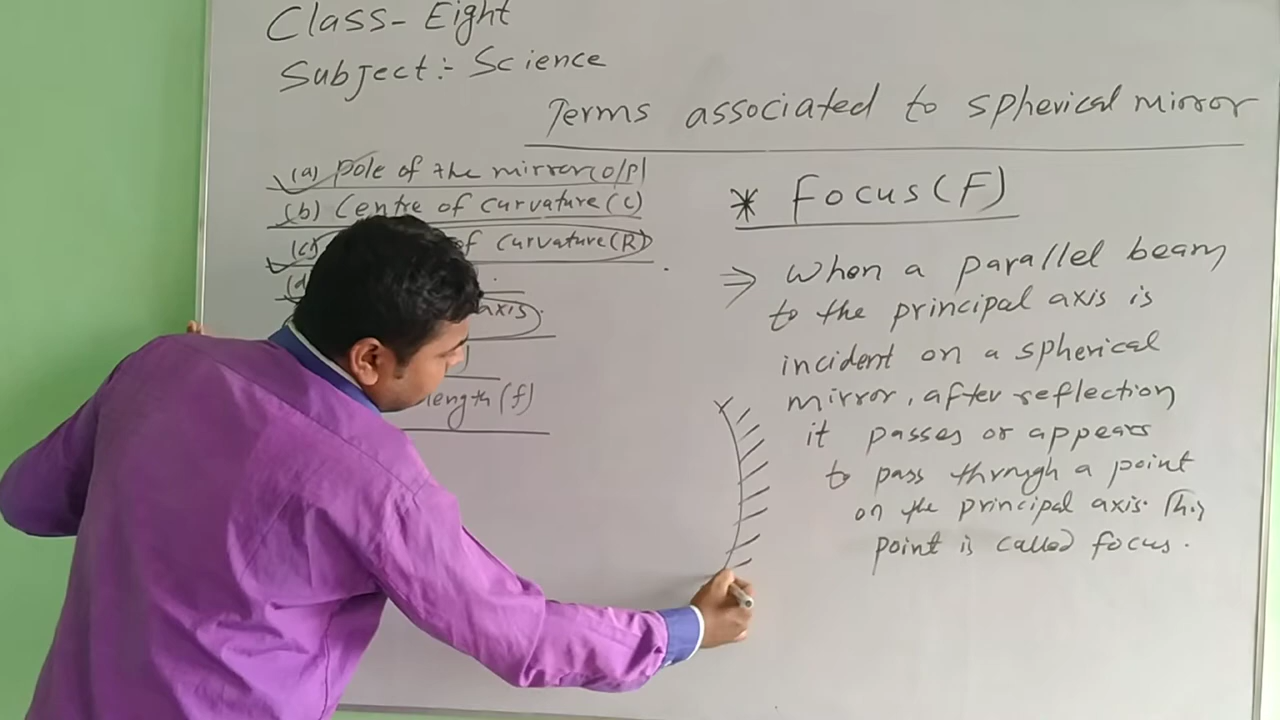 Class- Eight
Subject:- Science
Terms associated to spherical mirror
(a) Pole of the mirror(O/P)
(b) Centre of curvature(C)
(c) of curvature(R)
(d)
axis.
length(f)
* Focus(F)
⇒ When a parallel beam
to the principal axis is
incident on a spherical
mirror, after reflection
it passes or appears
to pass through a point
on the principal axis. This
point is called focus.